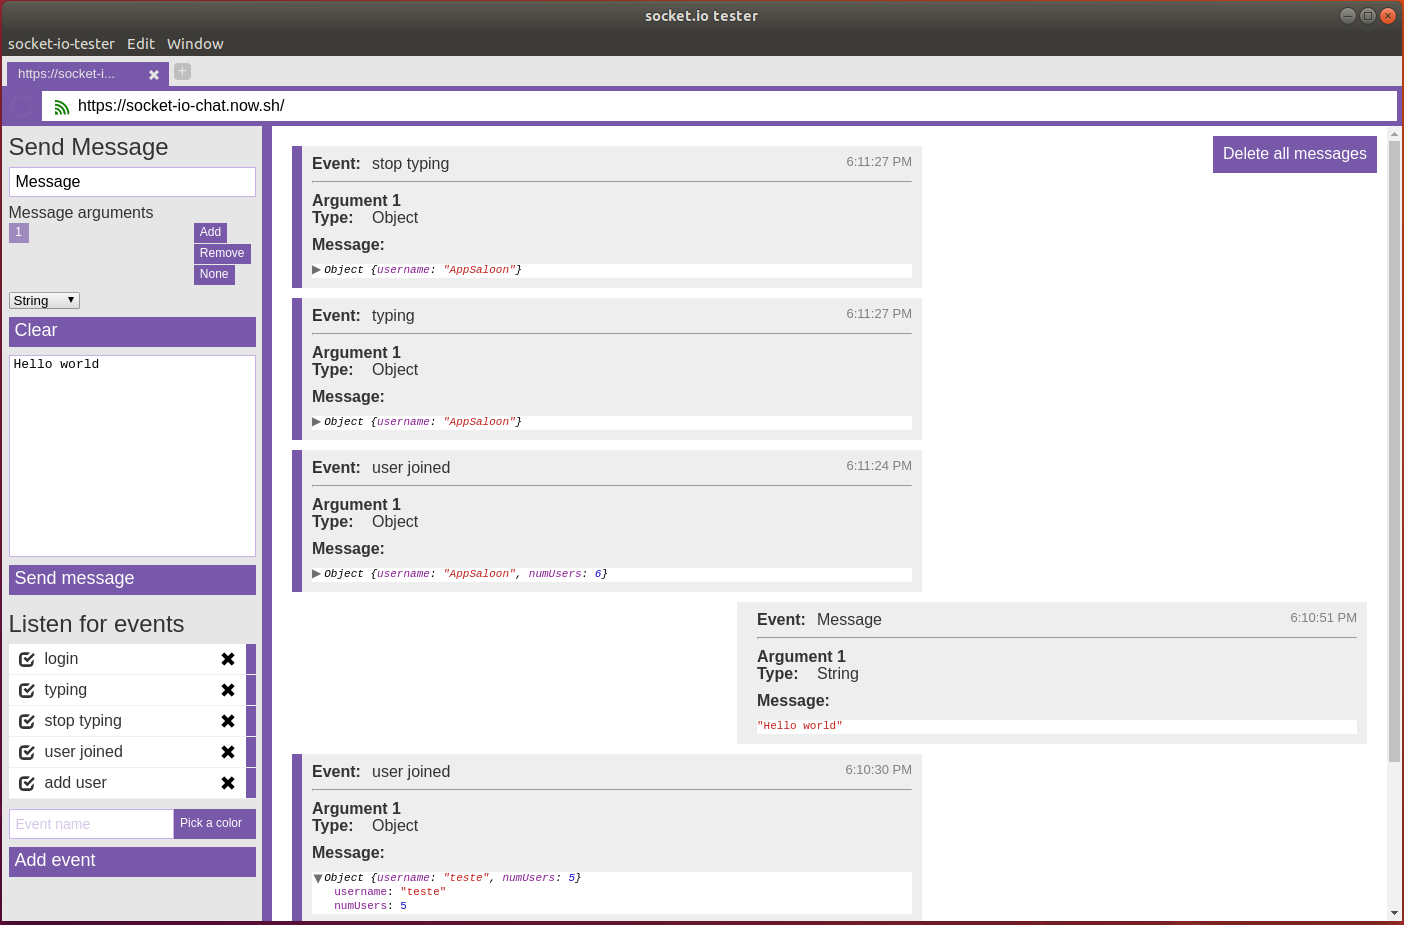 socket.io tester
socket-io-tester Edit Window
https://socket-i...
https://socket-io-chat.now.sh/
Send Message
Message
Message arguments
1
Add
Remove
None
String
Clear
Hello world
Send message
Listen for events
login
typing
stop typing
user joined
add user
Event name
Pick a color
Add event
Delete all messages
Event: stop typing 6:11:27 PM
Argument 1
Type: Object
Message:
Object {username: "AppSaloon"}
Event: typing 6:11:27 PM
Argument 1
Type: Object
Message:
Object {username: "AppSaloon"}
Event: user joined 6:11:24 PM
Argument 1
Type: Object
Message:
Object {username: "AppSaloon", numUsers: 6}
Event: Message 6:10:51 PM
Argument 1
Type: String
Message:
"Hello world"
Event: user joined 6:10:30 PM
Argument 1
Type: Object
Message:
Object {username: "teste", numUsers: 5}
username: "teste"
numUsers: 5